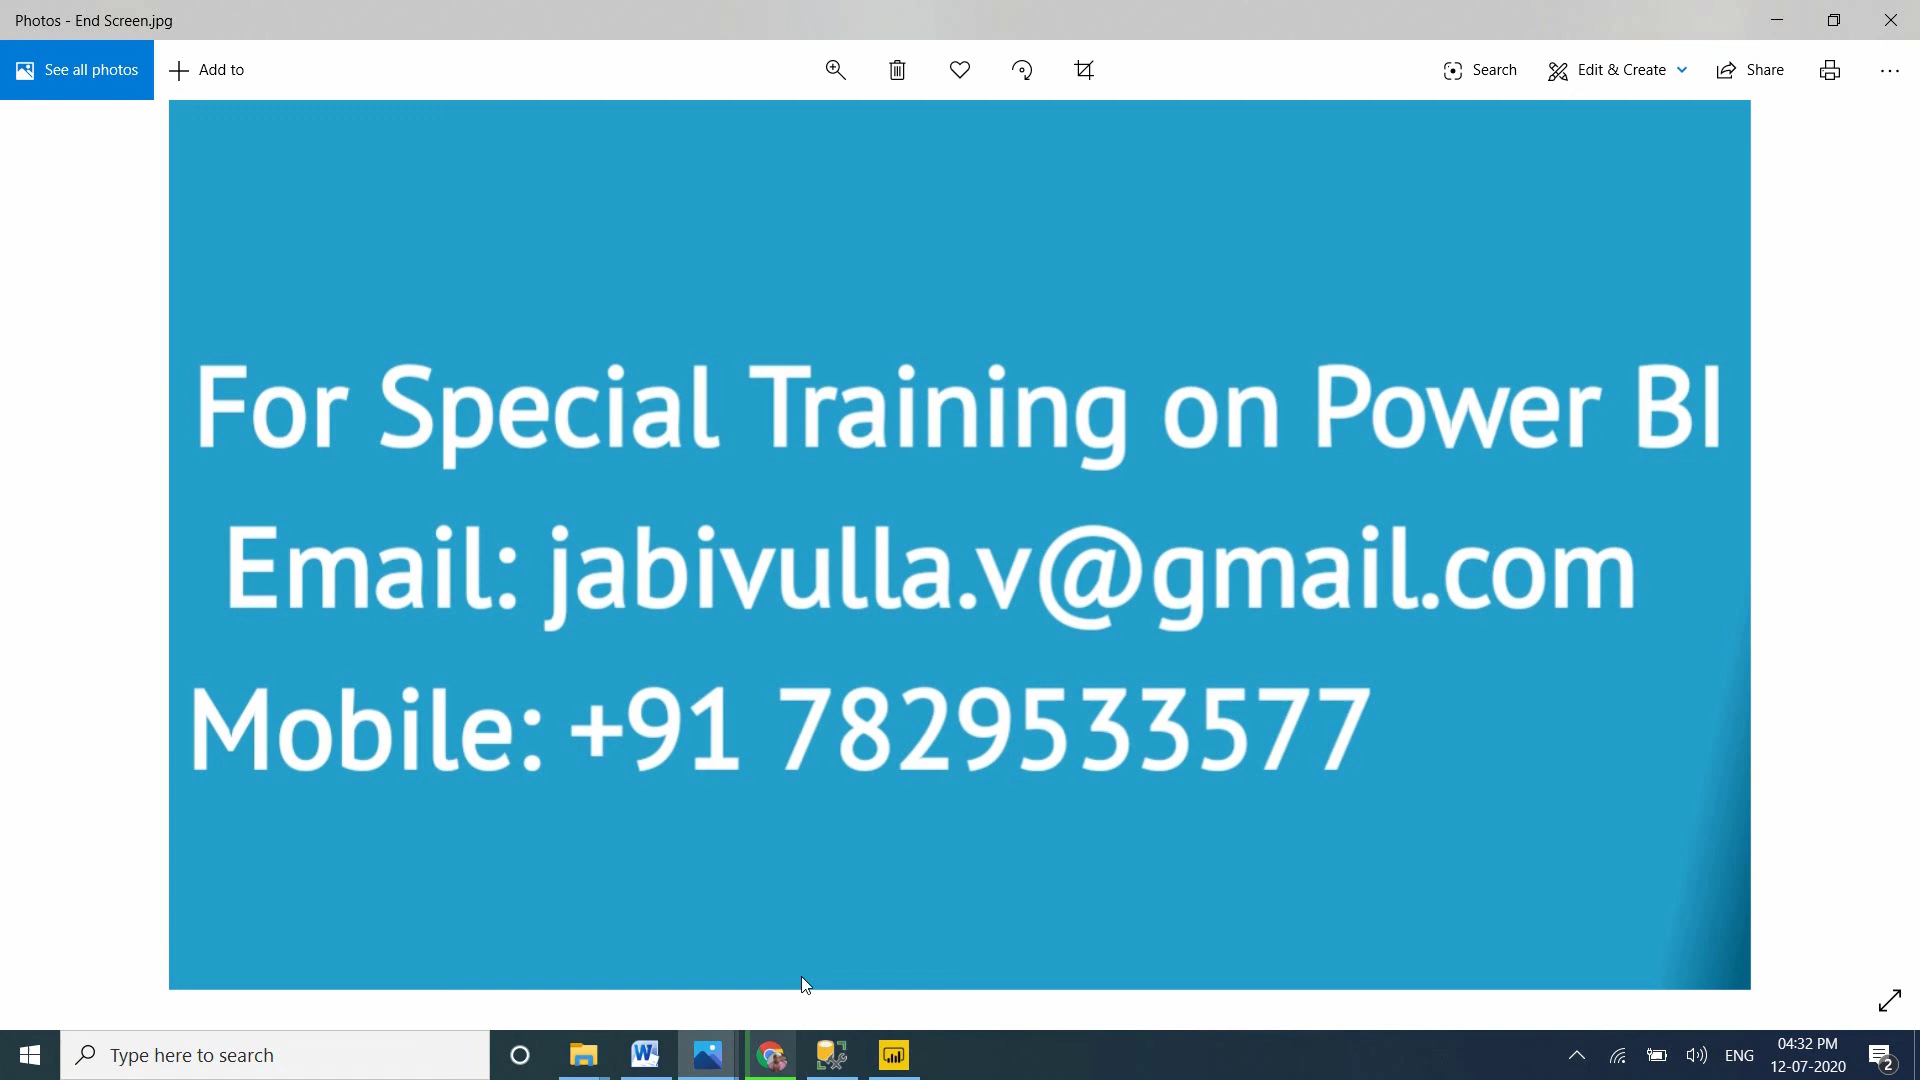 Photos - End Screen.jpg
See all photos
Add to
Search
Edit & Create
Share
For Special Training on Power BI
Email: jabivulla.v@gmail.com
Mobile: +91 7829533577
Type here to search
W
ENG
04:32 PM
12-07-2020
2